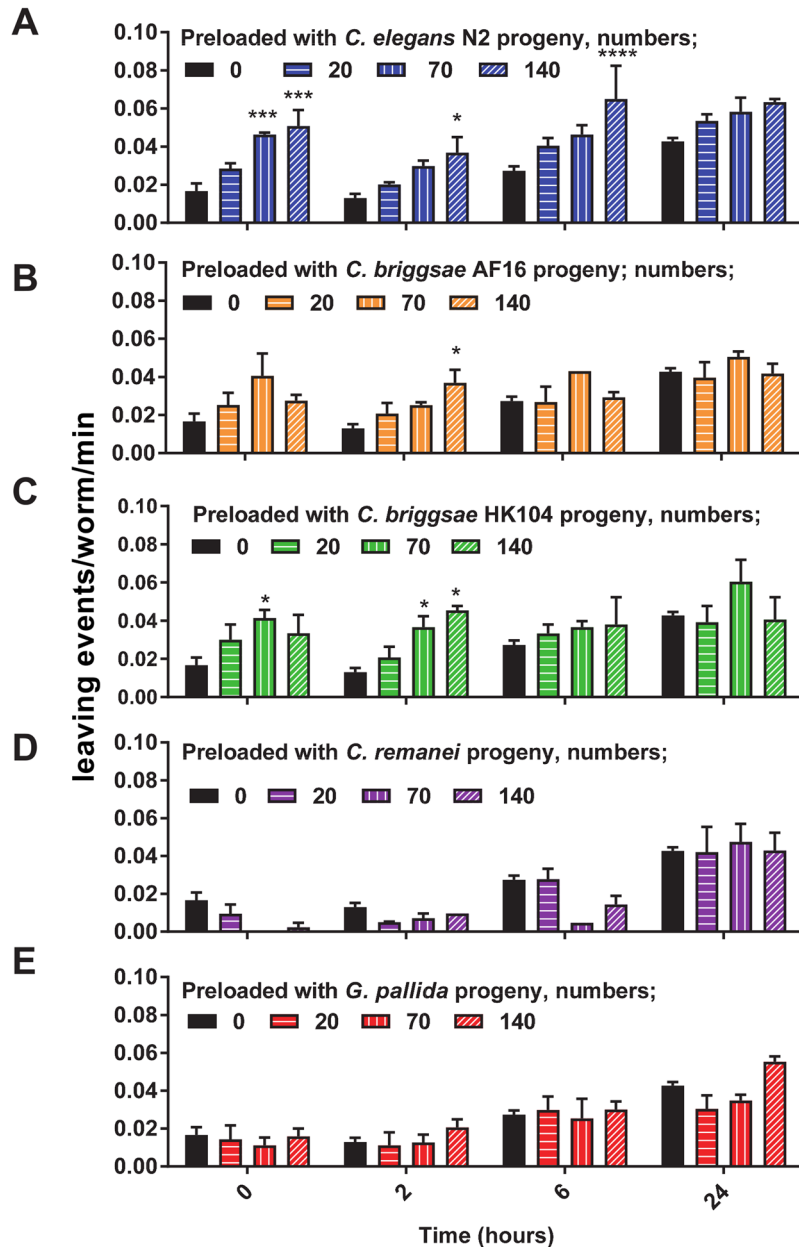 A
Preloaded with C. elegans N2 progeny, numbers;
0 20 70 140
0.10
0.08
0.06
0.04
0.02
0.00
*** *** * ****
B
Preloaded with C. briggsae AF16 progeny; numbers;
0 20 70 140
0.10
0.08
0.06
0.04
0.02
0.00
*
C
Preloaded with C. briggsae HK104 progeny, numbers;
0 20 70 140
0.10
0.08
0.06
0.04
0.02
0.00
* * *
D
Preloaded with C. remanei progeny, numbers;
0 20 70 140
0.10
0.08
0.06
0.04
0.02
0.00
E
Preloaded with G. pallida progeny, numbers;
0 20 70 140
0.10
0.08
0.06
0.04
0.02
0.00
leaving events/worm/min
0 2 6 24
Time (hours)